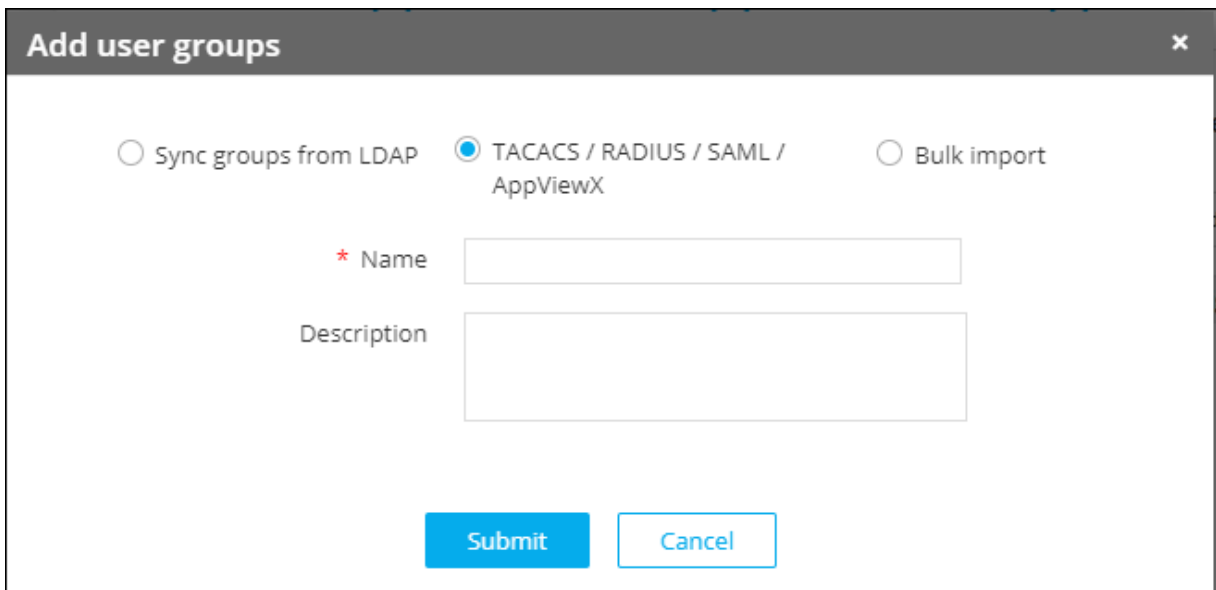 Add user groups ×
Sync groups from LDAP TACACS / RADIUS / SAML / Bulk import
AppViewX
* Name
Description
Submit Cancel